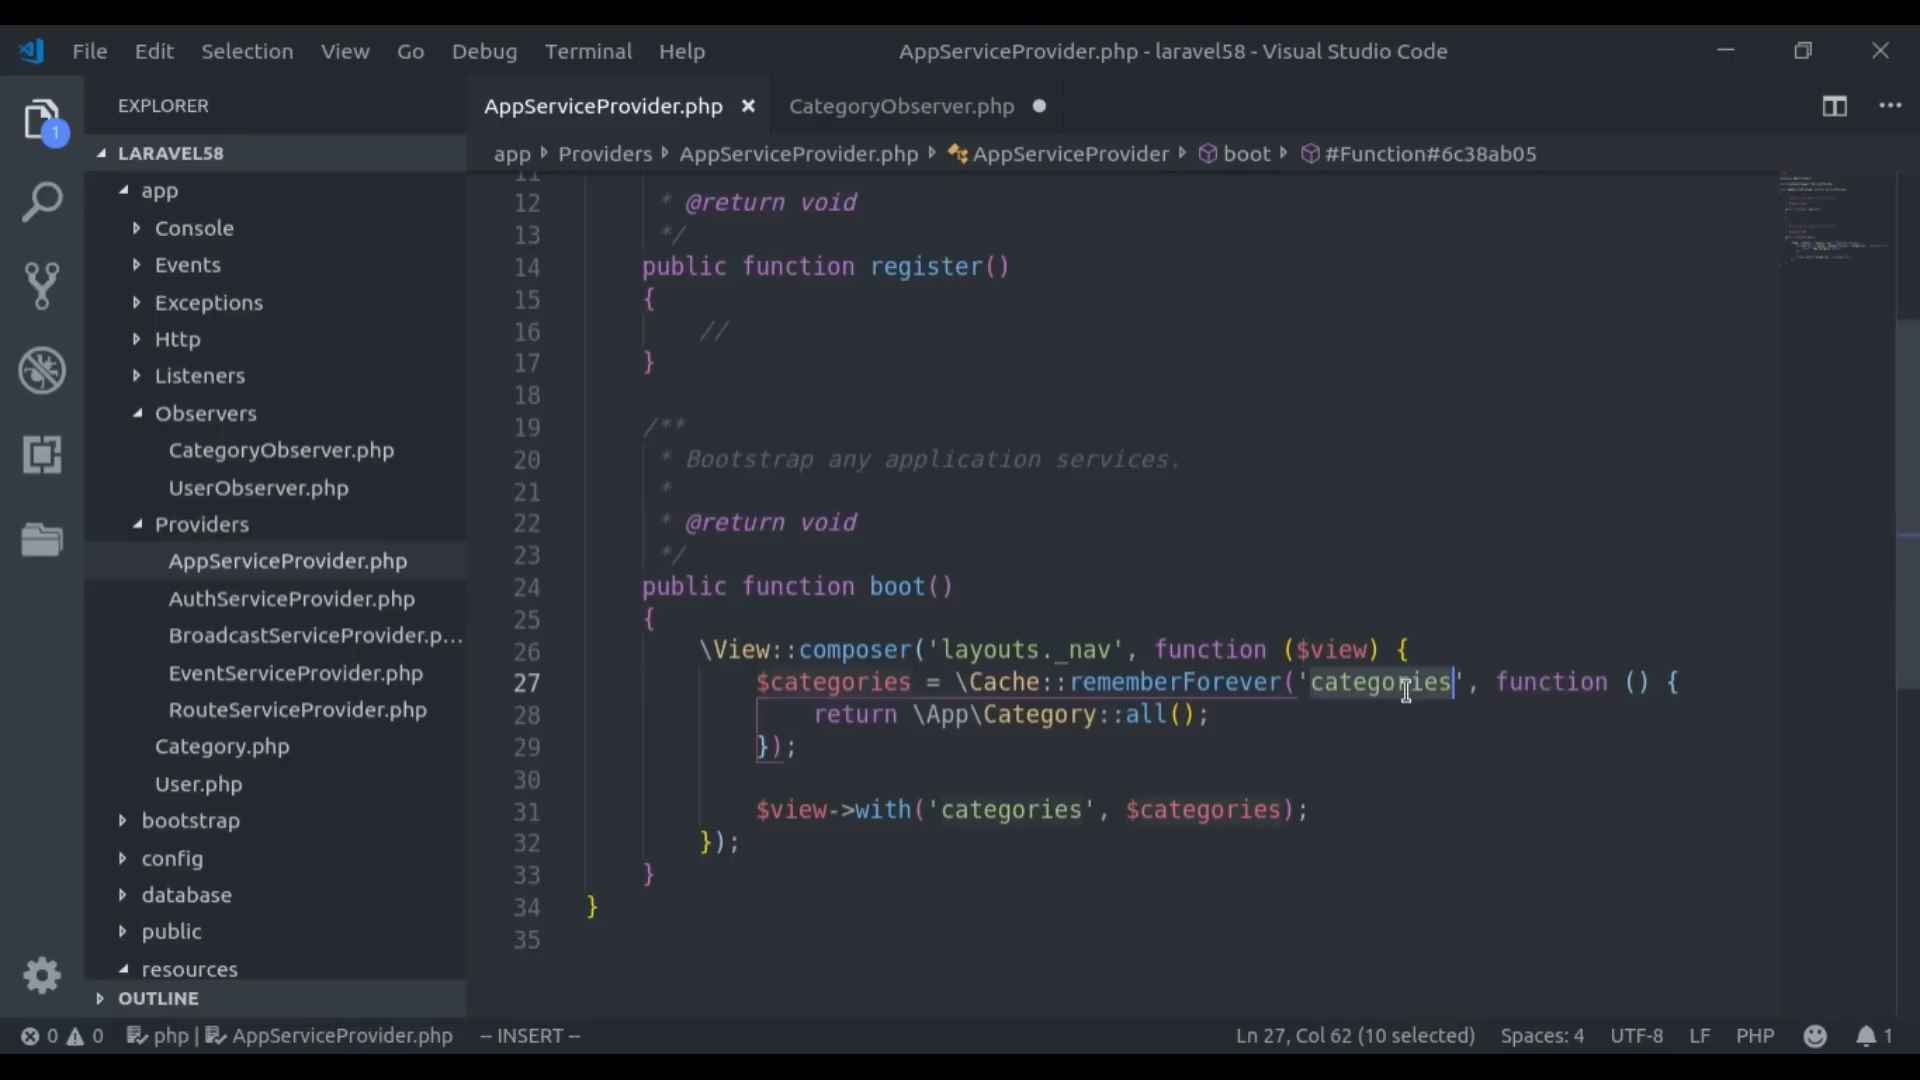 File Edit Selection View Go Debug Terminal Help AppServiceProvider.php - laravel58 - Visual Studio Code
EXPLORER
AppServiceProvider.php CategoryObserver.php
1
LARAVEL58
app
Console
Events
Exceptions
Http
Listeners
Observers
CategoryObserver.php
UserObserver.php
Providers
AppServiceProvider.php
AuthServiceProvider.php
BroadcastServiceProvider.p...
EventServiceProvider.php
RouteServiceProvider.php
Category.php
User.php
bootstrap
config
database
public
resources
OUTLINE
app Providers AppServiceProvider.php AppServiceProvider boot #Function#6c38ab05
11
12 * @return void
13 */
14 public function register()
15 {
16 //
17 }
18
19 /**
20 * Bootstrap any application services.
21 *
22 * @return void
23 */
24 public function boot()
25 {
26 \View::composer('layouts._nav', function ($view) {
27 $categories = \Cache::rememberForever('categories', function () {
28 return \App\Category::all();
29 });
30
31 $view->with('categories', $categories);
32 });
33 }
34 }
35
0 0 php | AppServiceProvider.php -- INSERT -- Ln 27, Col 62 (10 selected) Spaces: 4 UTF-8 LF PHP 1